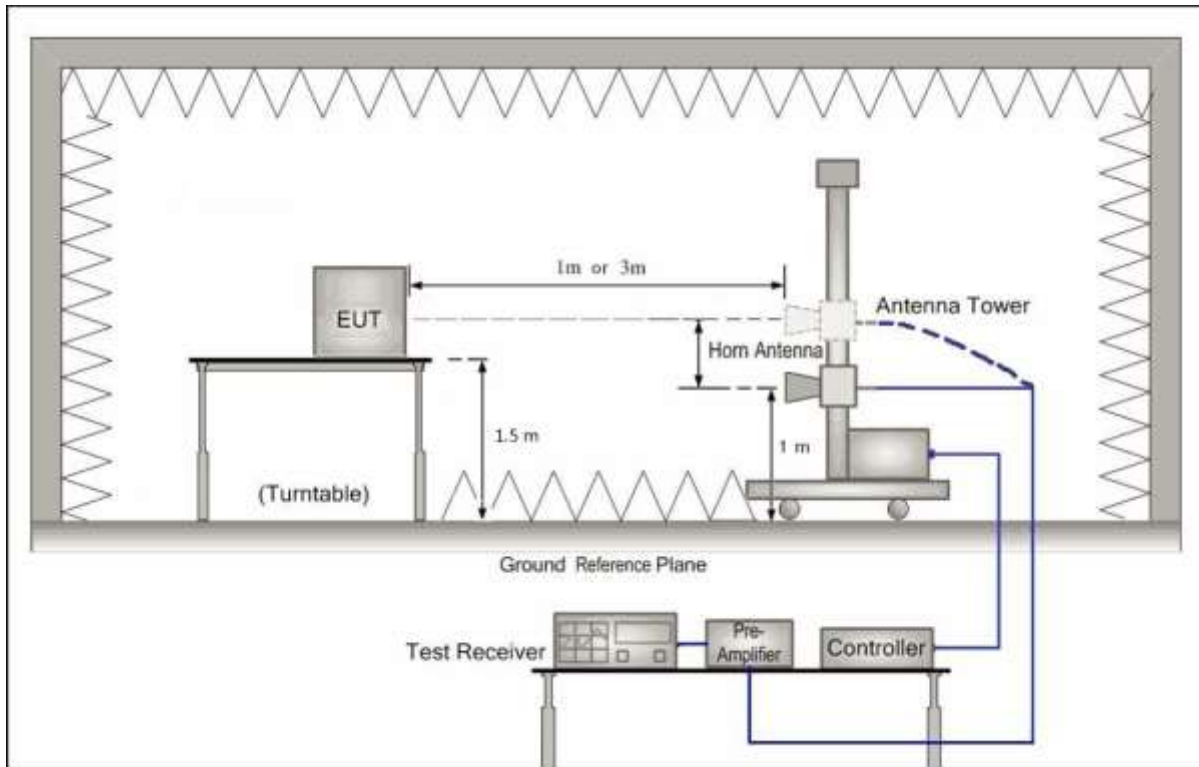 1m or 3m
EUT
Antenna Tower
Horn Antenna
1.5 m
1 m
(Turntable)
Ground Reference Plane
Test Receiver
Pre-
Amplifier
Controller